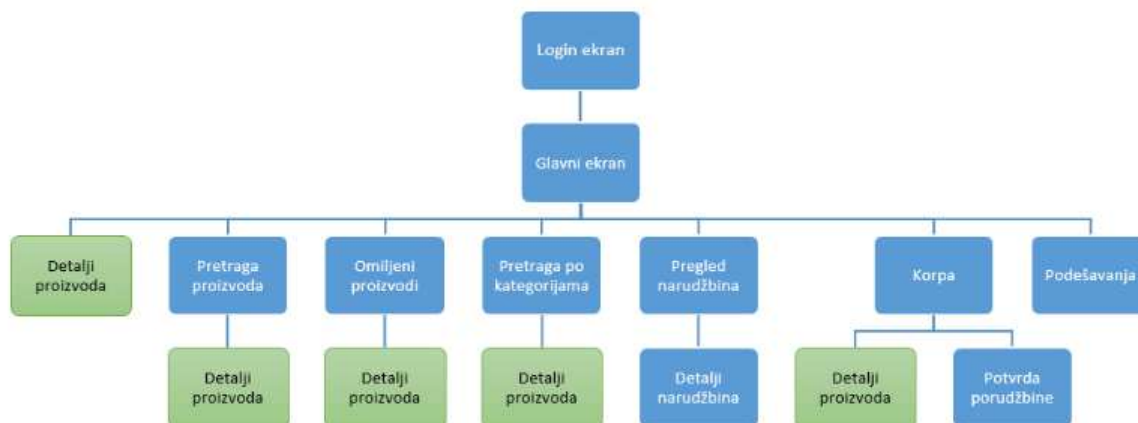 Login ekran
Glavni ekran
Detalji
proizvoda
Pretraga
proizvoda
Omiljeni
proizvodi
Pretraga po
kategorijama
Pregled
narudžbina
Korpa
Podešavanja
Detalji
proizvoda
Detalji
proizvoda
Detalji
proizvoda
Detalji
narudžbina
Detalji
proizvoda
Potvrda
porudžbine